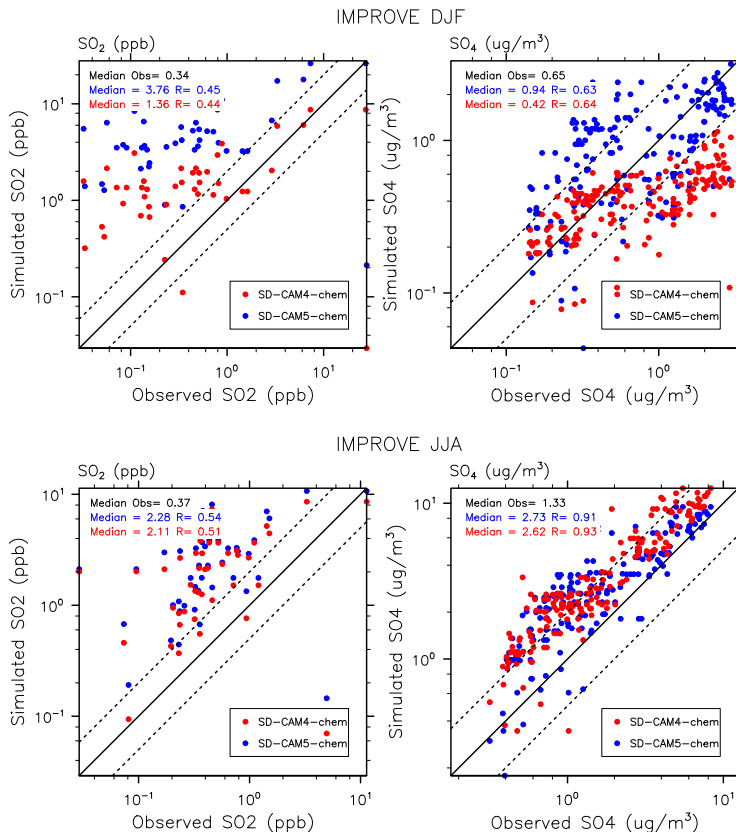 IMPROVE DJF
SO₂ (ppb)
Median Obs= 0.34
Median = 3.76 R= 0.45
Median = 1.36 R= 0.44
10¹
10⁰
10⁻¹
Simulated SO2 (ppb)
SD-CAM4-chem
SD-CAM5-chem
10⁻¹ 10⁰ 10¹
Observed SO2 (ppb)
SO₄ (ug/m³)
Median Obs= 0.65
Median = 0.94 R= 0.63
Median = 0.42 R= 0.64
10⁰
10⁻¹
Simulated SO4 (ug/m³)
SD-CAM4-chem
SD-CAM5-chem
10⁻¹ 10⁰
Observed SO4 (ug/m³)
IMPROVE JJA
SO₂ (ppb)
Median Obs= 0.37
Median = 2.28 R= 0.54
Median = 2.11 R= 0.51
10¹
10⁰
10⁻¹
Simulated SO2 (ppb)
SD-CAM4-chem
SD-CAM5-chem
10⁻¹ 10⁰ 10¹
Observed SO2 (ppb)
SO₄ (ug/m³)
Median Obs= 1.33
Median = 2.73 R= 0.91
Median = 2.62 R= 0.93
10¹
10⁰
Simulated SO4 (ug/m³)
SD-CAM4-chem
SD-CAM5-chem
10⁰ 10¹
Observed SO4 (ug/m³)